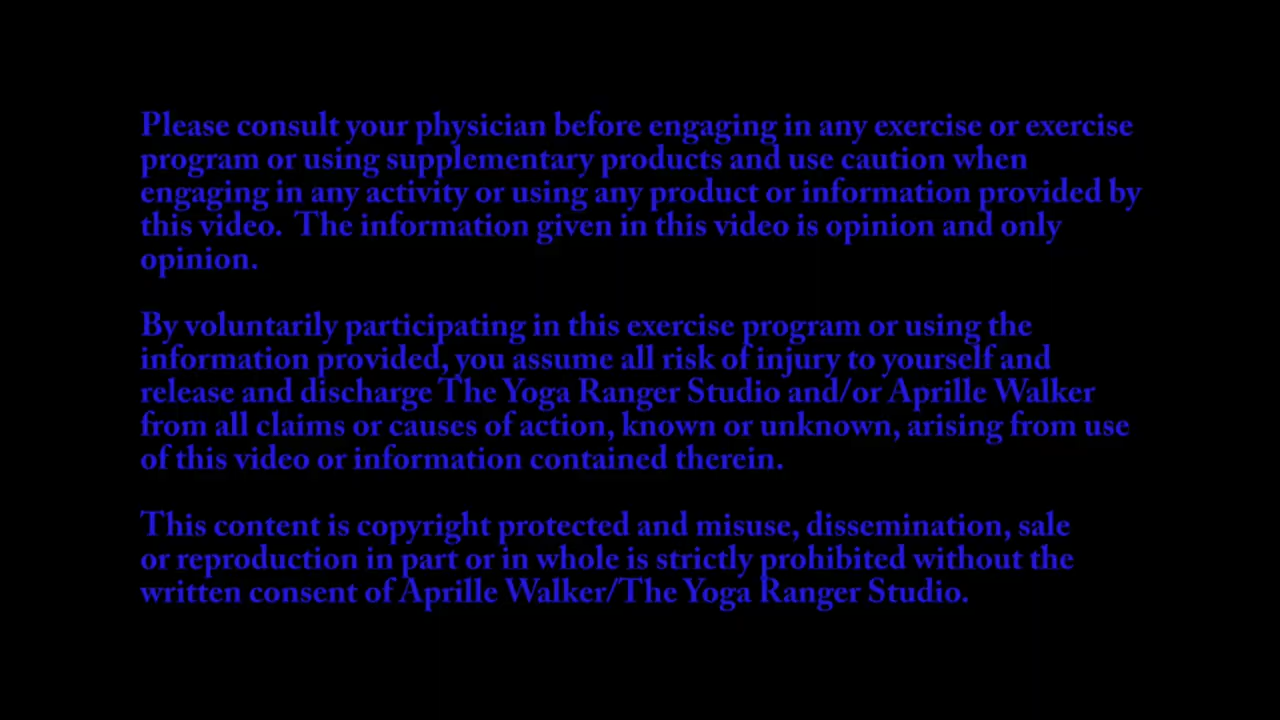 Please consult your physician before engaging in any exercise or exercise
program or using supplementary products and use caution when
engaging in any activity or using any product or information provided by
this video.  The information given in this video is opinion and only
opinion.
By voluntarily participating in this exercise program or using the
information provided, you assume all risk of injury to yourself and
release and discharge The Yoga Ranger Studio and/or Aprille Walker
from all claims or causes of action, known or unknown, arising from use
of this video or information contained therein.
This content is copyright protected and misuse, dissemination, sale
or reproduction in part or in whole is strictly prohibited without the
written consent of Aprille Walker/The Yoga Ranger Studio.